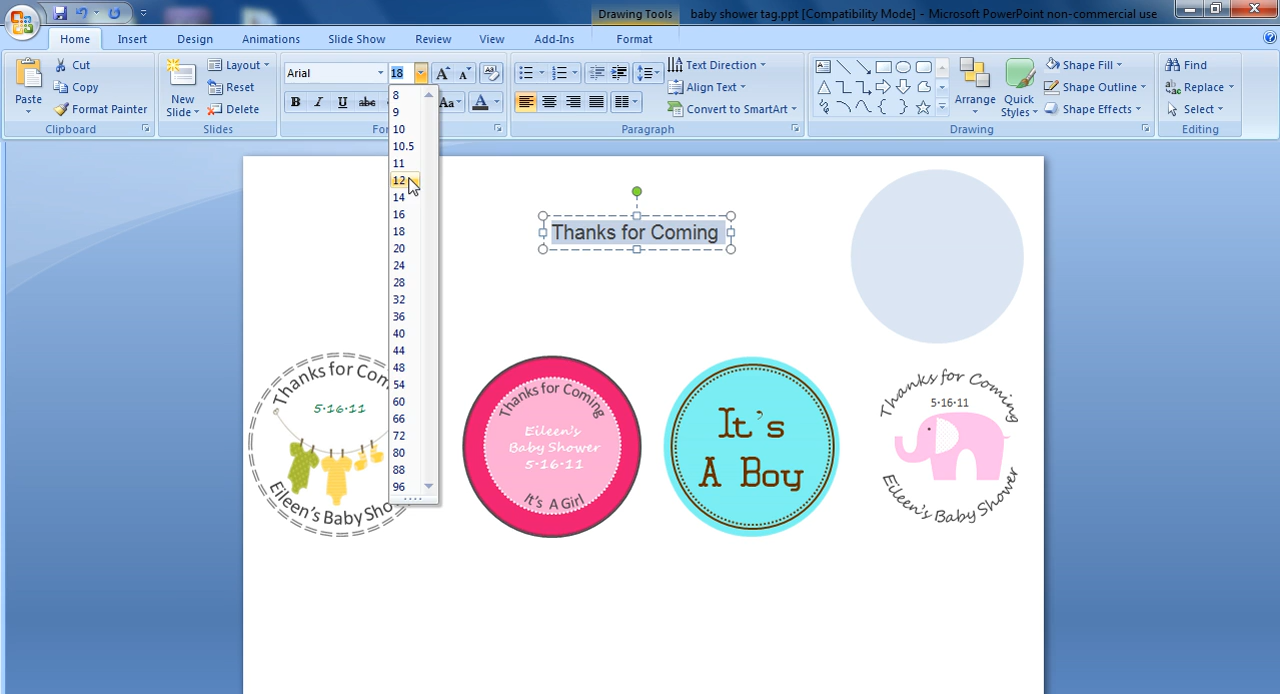 Drawing Tools
baby shower tag.ppt [Compatibility Mode] - Microsoft PowerPoint non-commercial use
Home
Insert
Design
Animations
Slide Show
Review
View
Add-Ins
Format
Paste
Cut
Copy
Format Painter
Clipboard
New Slide
Layout
Reset
Delete
Slides
Arial
18
B I U abc
Aa
A
Fo
Text Direction
Align Text
Convert to SmartArt
Paragraph
Arrange
Quick Styles
Shape Fill
Shape Outline
Shape Effects
Drawing
Find
Replace
Select
Editing
8
9
10
10.5
11
12
14
16
18
20
24
28
32
36
40
44
48
54
60
66
72
80
88
96
Thanks for Coming
Thanks for Com
5·16·11
Eileen's Baby Sho
Thanks for Coming
Eileen's
Baby Shower
5·16·11
It's A Girl
It's
A Boy
Thanks for Coming
5·16·11
Eileen's Baby Shower